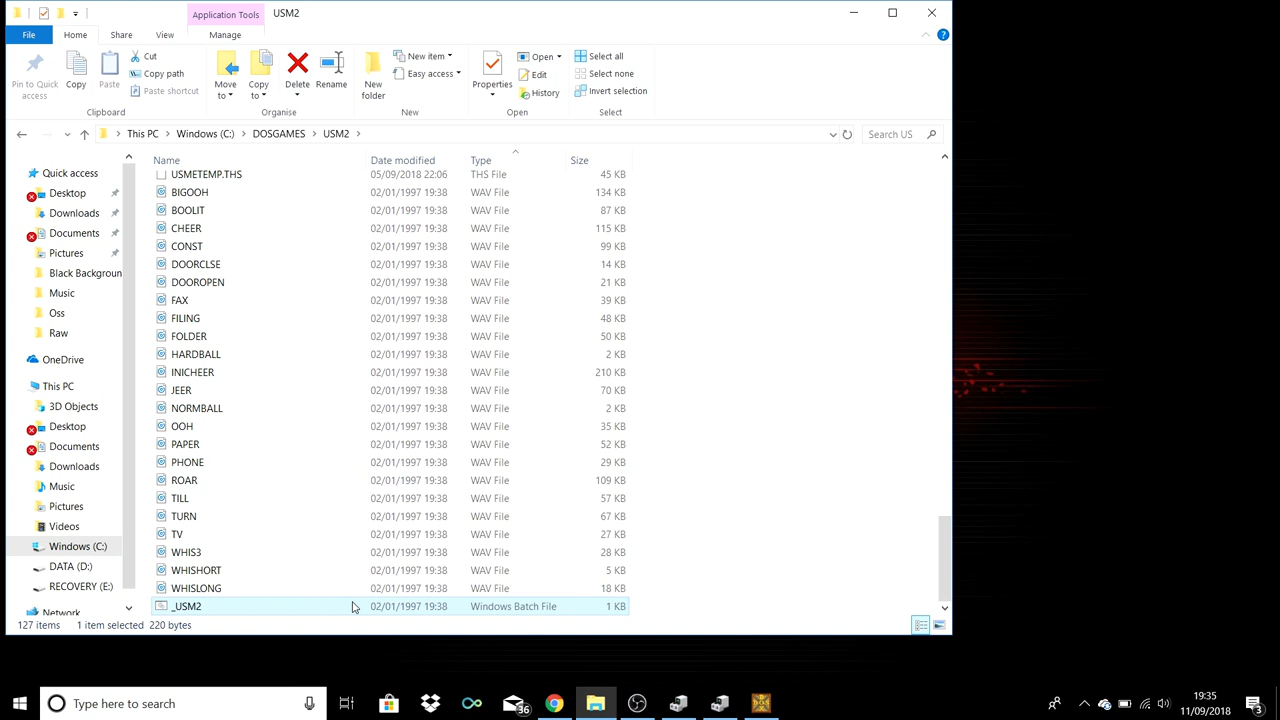 Application Tools
USM2
File
Home
Share
View
Manage
Pin to Quick access
Copy
Paste
Cut
Copy path
Paste shortcut
Clipboard
Move to
Copy to
Delete
Rename
Organise
New folder
New item
Easy access
New
Properties
Open
Edit
History
Open
Select all
Select none
Invert selection
Select
This PC
Windows (C:)
DOSGAMES
USM2
Search US
Name Date modified Type Size
USMETEMP.THS 05/09/2018 22:06 THS File 45 KB
BIGOOH 02/01/1997 19:38 WAV File 134 KB
BOOLIT 02/01/1997 19:38 WAV File 87 KB
CHEER 02/01/1997 19:38 WAV File 115 KB
CONST 02/01/1997 19:38 WAV File 99 KB
DOORCLSE 02/01/1997 19:38 WAV File 14 KB
DOOROPEN 02/01/1997 19:38 WAV File 21 KB
FAX 02/01/1997 19:38 WAV File 39 KB
FILING 02/01/1997 19:38 WAV File 48 KB
FOLDER 02/01/1997 19:38 WAV File 50 KB
HARDBALL 02/01/1997 19:38 WAV File 2 KB
INICHEER 02/01/1997 19:38 WAV File 210 KB
JEER 02/01/1997 19:38 WAV File 70 KB
NORMBALL 02/01/1997 19:38 WAV File 2 KB
OOH 02/01/1997 19:38 WAV File 35 KB
PAPER 02/01/1997 19:38 WAV File 52 KB
PHONE 02/01/1997 19:38 WAV File 29 KB
ROAR 02/01/1997 19:38 WAV File 109 KB
TILL 02/01/1997 19:38 WAV File 57 KB
TURN 02/01/1997 19:38 WAV File 67 KB
TV 02/01/1997 19:38 WAV File 27 KB
WHIS3 02/01/1997 19:38 WAV File 28 KB
WHISHORT 02/01/1997 19:38 WAV File 5 KB
WHISLONG 02/01/1997 19:38 WAV File 18 KB
_USM2 02/01/1997 19:38 Windows Batch File 1 KB
Quick access
Desktop
Downloads
Documents
Pictures
Black Backgroun
Music
Oss
Raw
OneDrive
This PC
3D Objects
Desktop
Documents
Downloads
Music
Pictures
Videos
Windows (C:)
DATA (D:)
RECOVERY (E:)
Network
127 items 1 item selected 220 bytes
Type here to search
36
DOS
19:35
11/09/2018
3